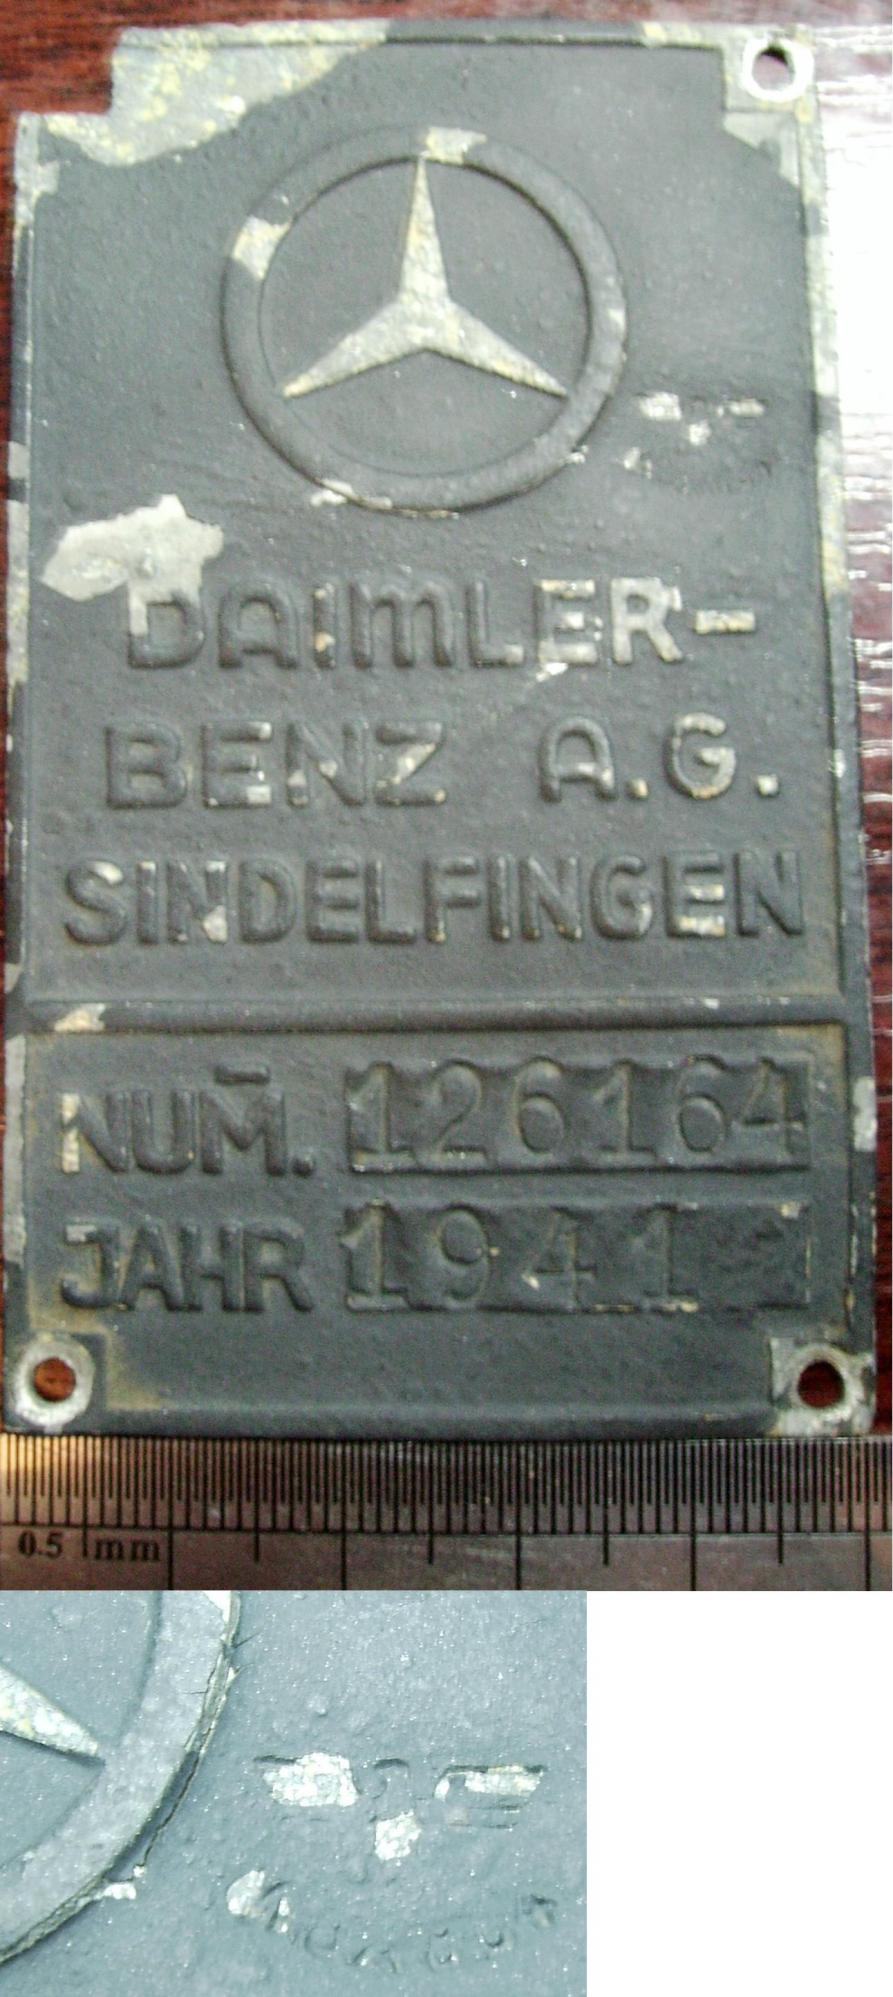 DAIMLER-
BENZ A.G.
SINDELFINGEN
NUM̄. 126164
JAHR 1941
0.5 mm